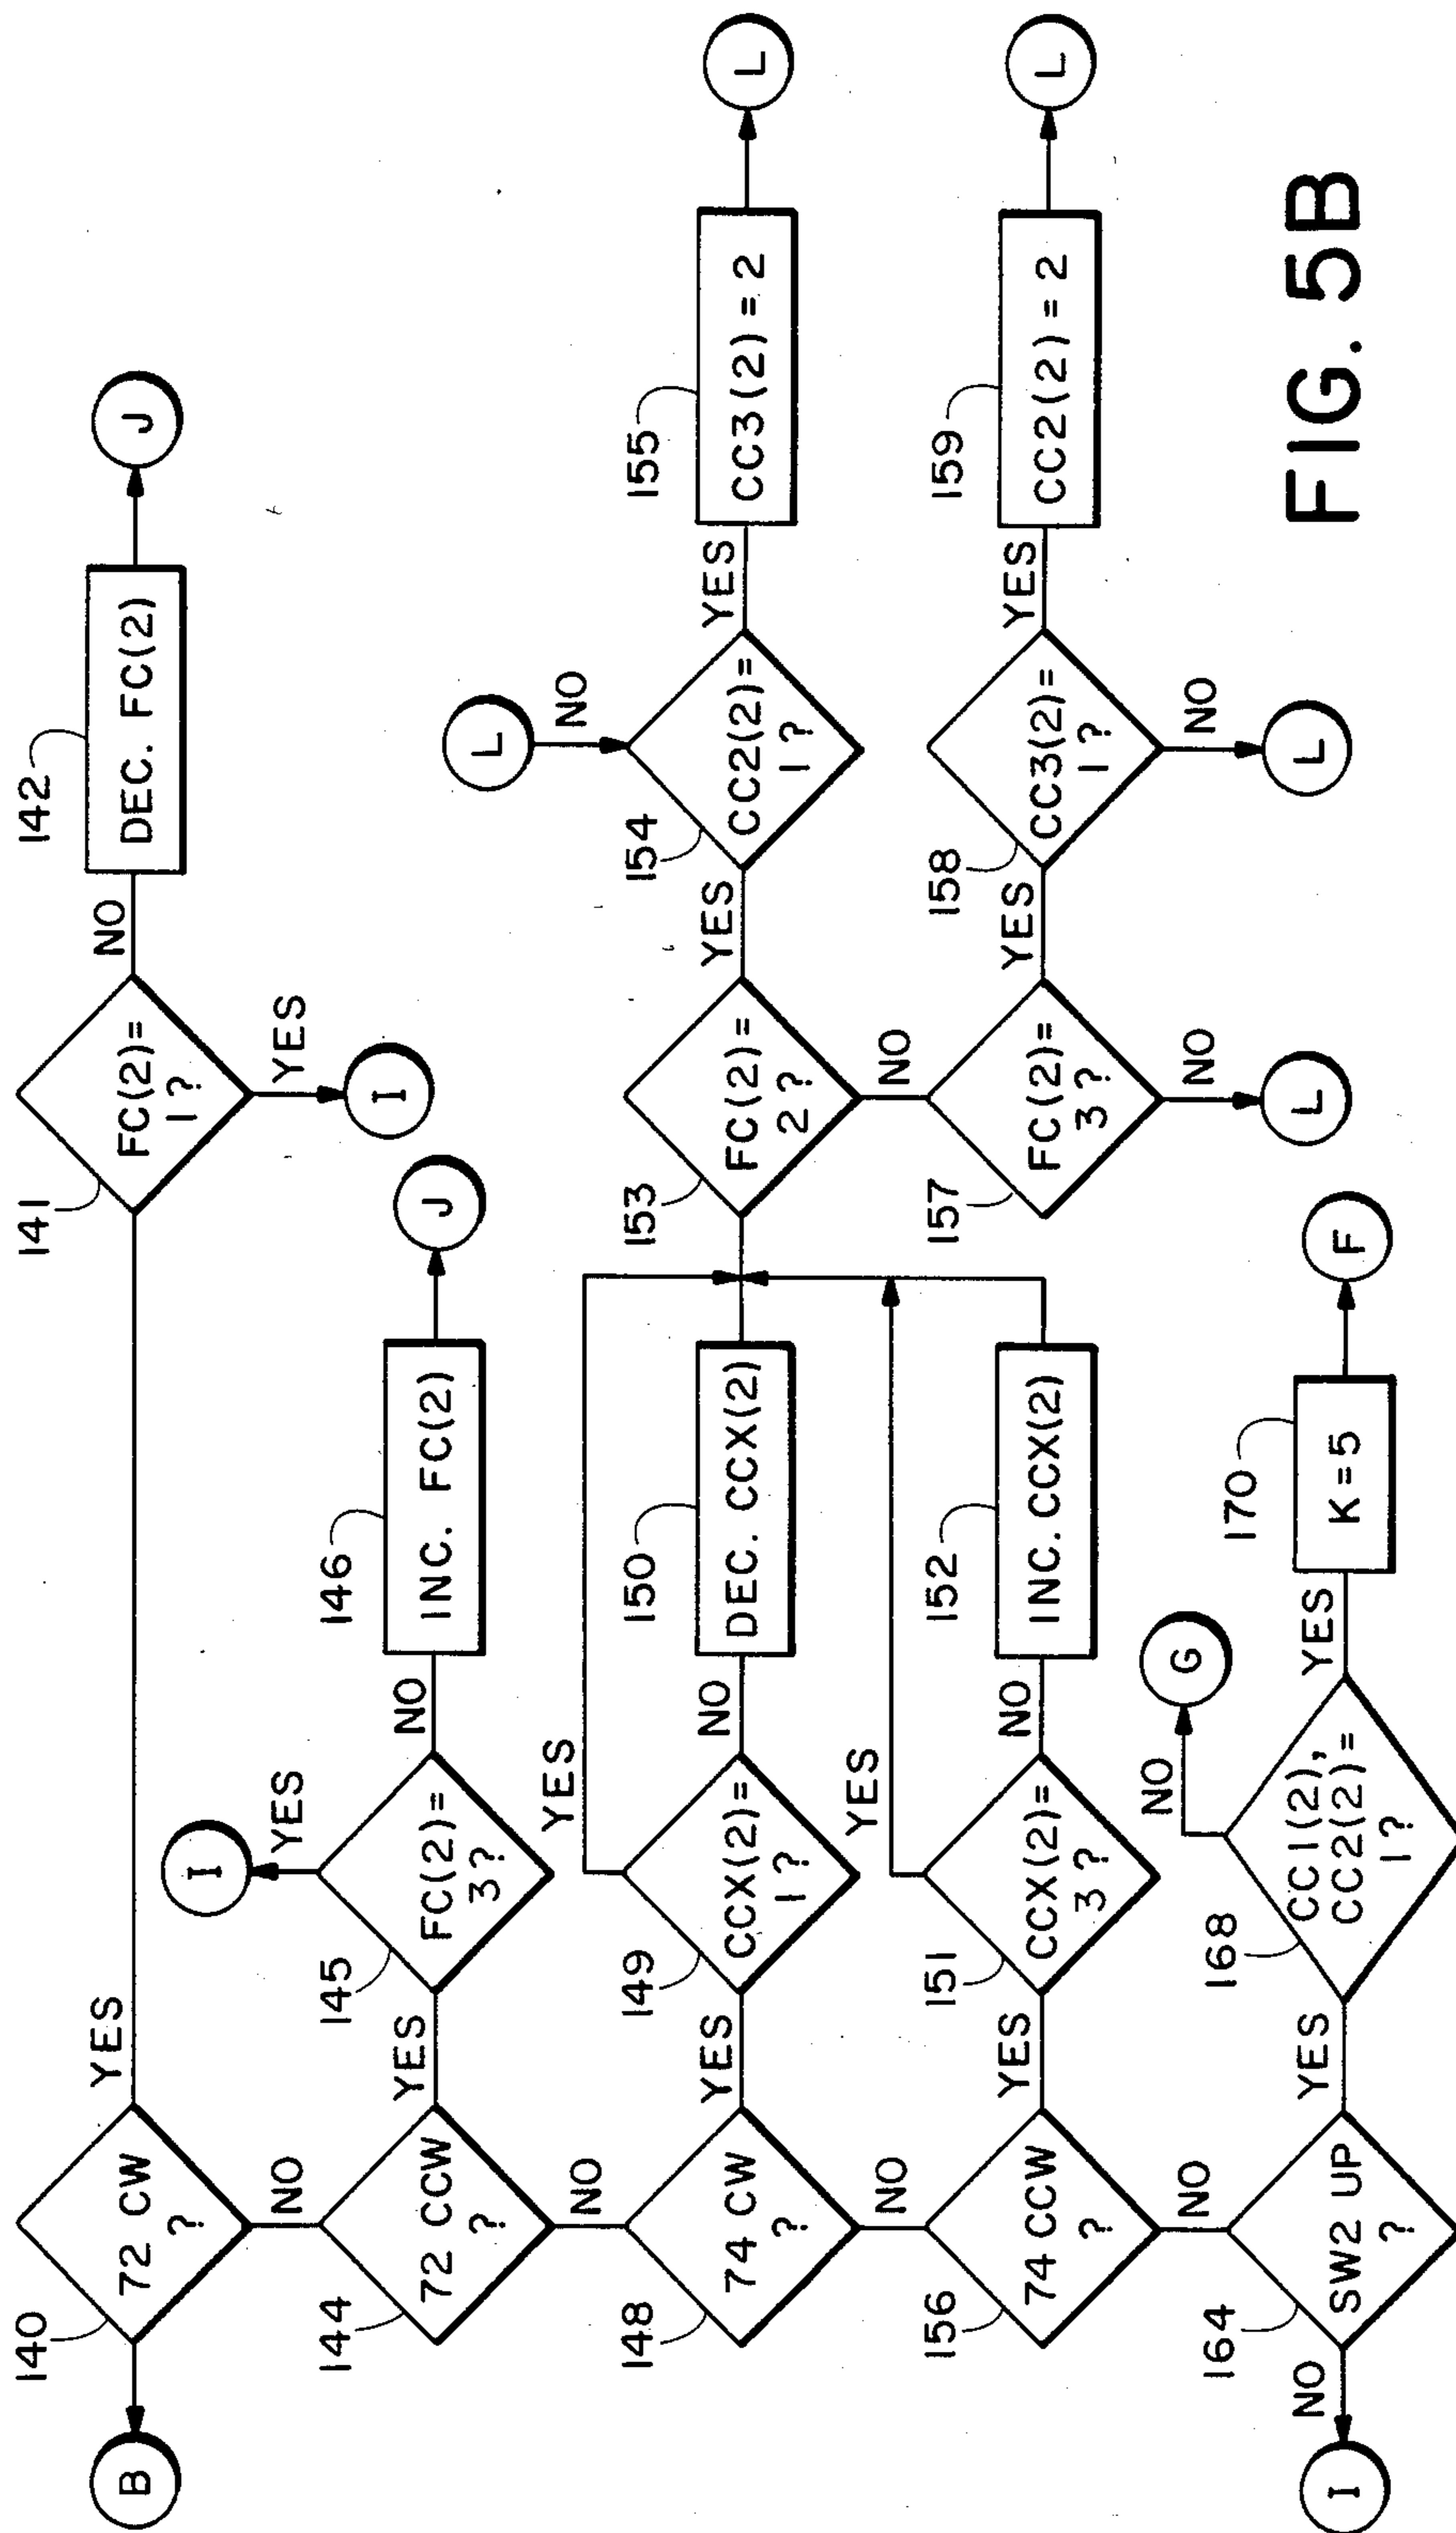 140
72 CW
?
YES
141
FC(2)=
1 ?
NO
142
DEC. FC(2)
J
B
NO
YES
I
144
72 CCW
?
YES
145
FC(2)=
3 ?
YES
I
NO
146
INC. FC(2)
J
NO
148
74 CW
?
YES
149
CCX(2)=
1 ?
YES
NO
150
DEC. CCX(2)
153
FC(2)=
2 ?
YES
154
CC2(2)=
1 ?
L
NO
YES
155
CC3(2) = 2
L
NO
156
74 CCW
?
YES
151
CCX(2)=
3 ?
YES
NO
152
INC. CCX(2)
NO
157
FC(2)=
3 ?
YES
158
CC3(2)=
1 ?
YES
159
CC2(2) = 2
L
NO
L
NO
L
NO
164
SW2 UP
?
NO
I
YES
168
CC1(2),
CC2(2)=
1 ?
NO
G
YES
170
K = 5
F
FIG. 5B